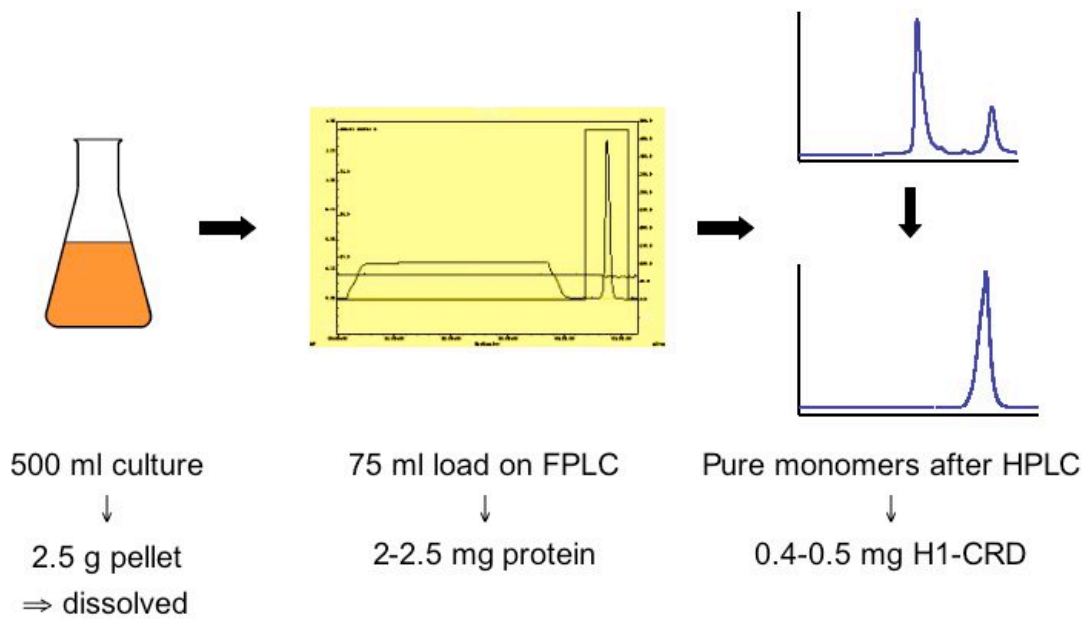 500 ml culture
↓
2.5 g pellet
⇒ dissolved
75 ml load on FPLC
↓
2-2.5 mg protein
Pure monomers after HPLC
↓
0.4-0.5 mg H1-CRD